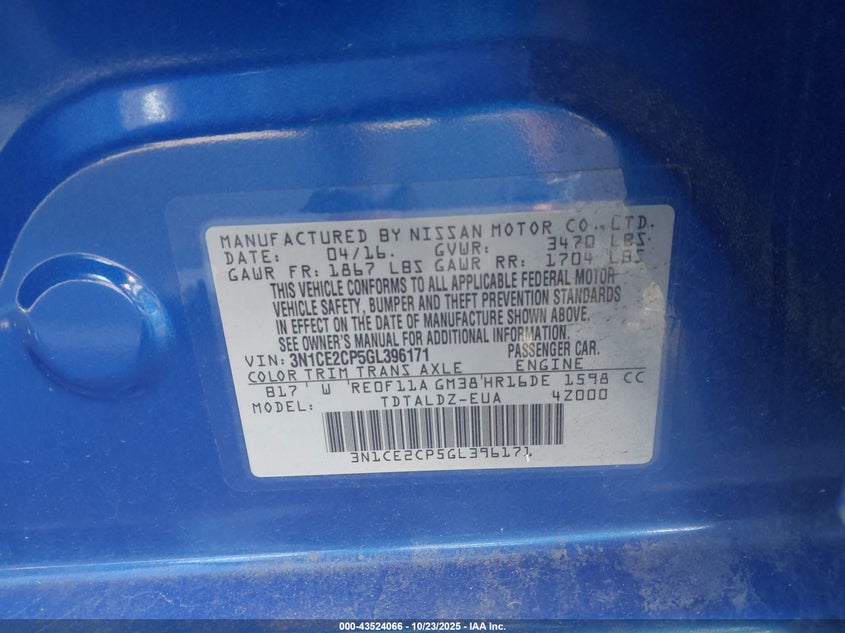 MANUFACTURED BY NISSAN MOTOR CO., LTD.
DATE: 04/16. GVWR: 3470 LBS
GAWR FR: 1867 LBS GAWR RR: 1704 LBS
THIS VEHICLE CONFORMS TO ALL APPLICABLE FEDERAL MOTOR
VEHICLE SAFETY, BUMPER AND THEFT PREVENTION STANDARDS
IN EFFECT ON THE DATE OF MANUFACTURE SHOWN ABOVE.
SEE OWNER'S MANUAL FOR ADDITIONAL INFORMATION.
VIN: 3N1CE2CP5GL396171 PASSENGER CAR.
COLOR TRIM TRANS AXLE ENGINE
B17' W 'RE0F11A GM38'HR16DE 1598 CC
MODEL: TDTALDZ-EUA 4Z000
3N1CE2CP5GL396171
000-43524066 - 10/23/2025 - IAA Inc.